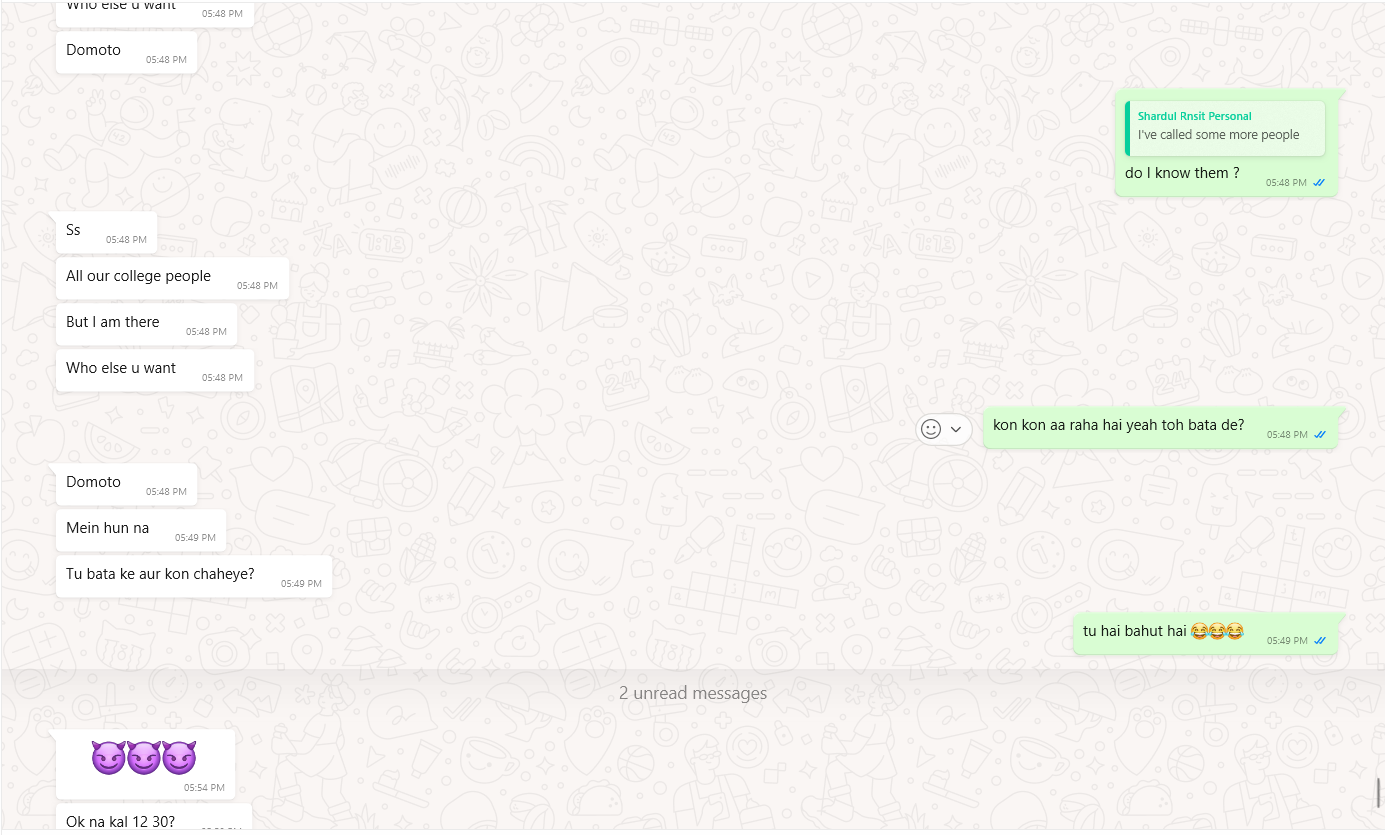 Who else u want 05:48 PM
Domoto 05:48 PM
Shardul Rnsit Personal
I've called some more people
do I know them ? 05:48 PM
Ss 05:48 PM
All our college people 05:48 PM
But I am there 05:48 PM
Who else u want 05:48 PM
kon kon aa raha hai yeah toh bata de? 05:48 PM
Domoto 05:48 PM
Mein hun na 05:49 PM
Tu bata ke aur kon chaheye? 05:49 PM
tu hai bahut hai 😂😂😂 05:49 PM
2 unread messages
😈😈😈 05:54 PM
Ok na kal 12 30?